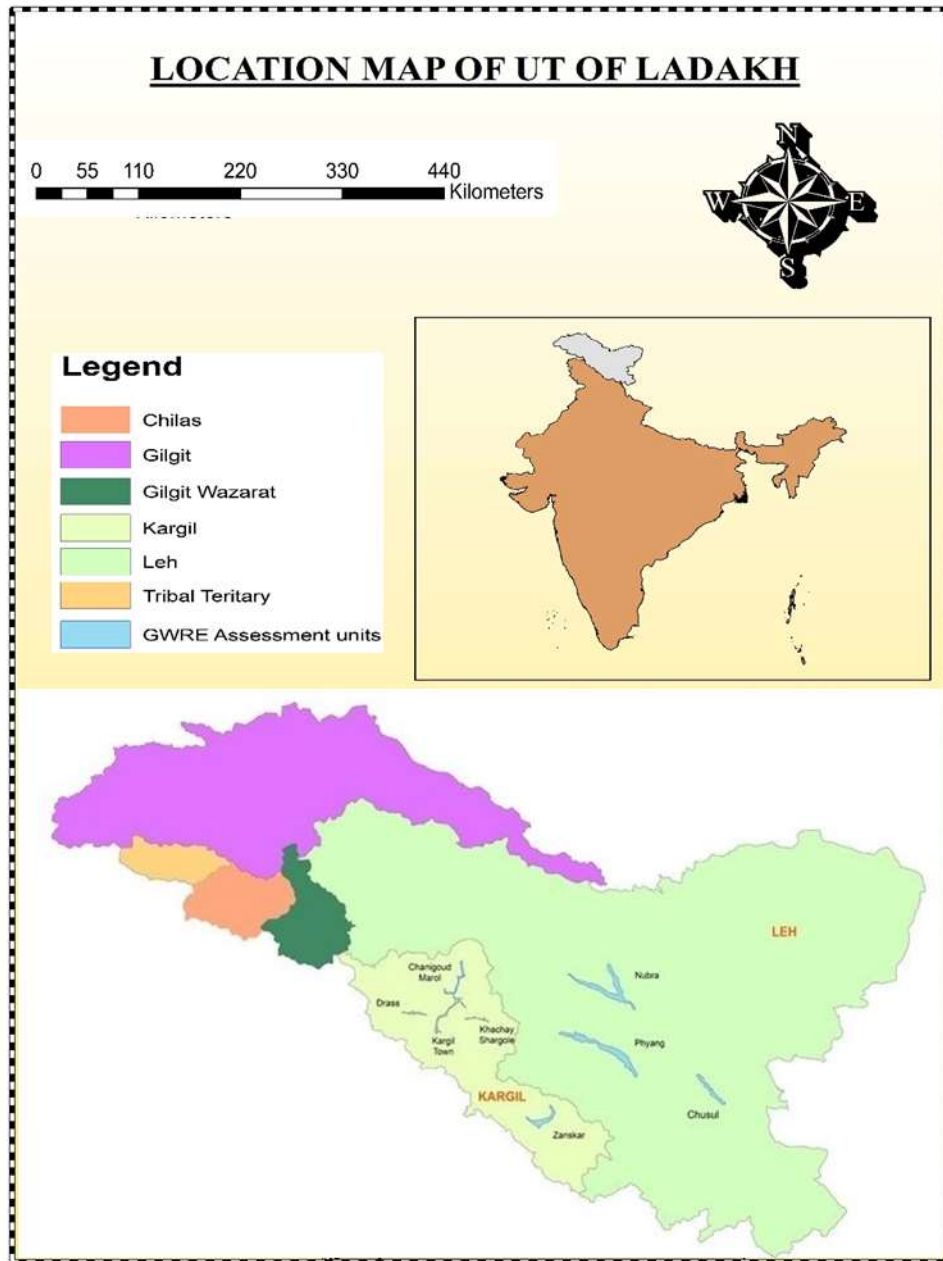 LOCATION MAP OF UT OF LADAKH
N
W E
S
0 55 110 220 330 440
Kilometers
Legend
Chilas
Gilgit
Gilgit Wazarat
Kargil
Leh
Tribal Teritary
GWRE Assessment units
LEH
Chanigoud
Marol
Nubra
Drass
Khachay
Shargole
Kargil
Town
Phyang
KARGIL
Chusul
Zanskar